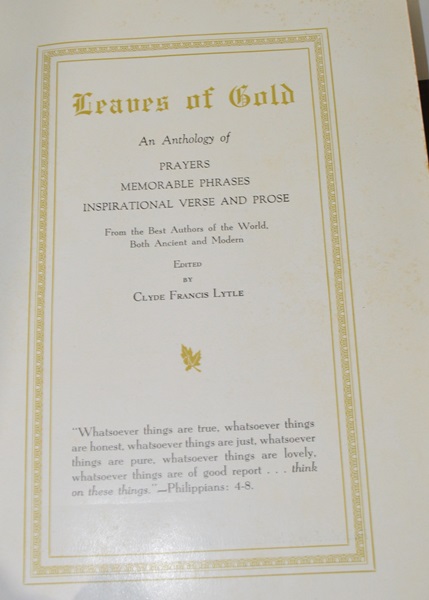 Leaves of Gold
An Anthology of
PRAYERS
MEMORABLE PHRASES
INSPIRATIONAL VERSE AND PROSE
From the Best Authors of the World,
Both Ancient and Modern
EDITED
BY
CLYDE FRANCIS LYTLE
"Whatsoever things are true, whatsoever things
are honest, whatsoever things are just, whatsoever
things are pure, whatsoever things are lovely,
whatsoever things are of good report . . . think
on these things."—Philippians: 4-8.